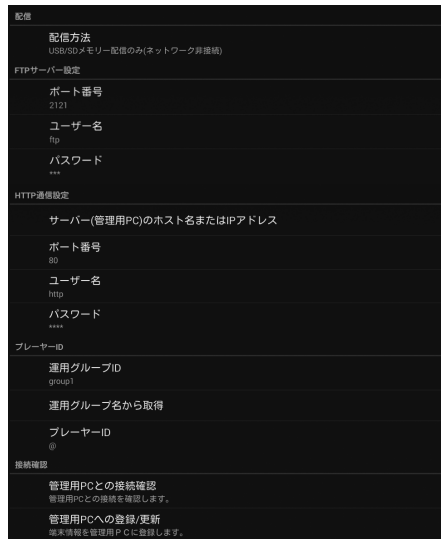 配信
配信方法
USB/SDメモリー配信のみ(ネットワーク非接続)
FTPサーバー設定
ポート番号
2121
ユーザー名
ftp
パスワード
***
HTTP通信設定
サーバー(管理用PC)のホスト名またはIPアドレス
ポート番号
80
ユーザー名
http
パスワード
****
プレーヤーID
運用グループID
group1
運用グループ名から取得
プレーヤーID
@
接続確認
管理用PCとの接続確認
管理用PCとの接続を確認します。
管理用PCへの登録/更新
端末情報を管理用ＰＣに登録します。